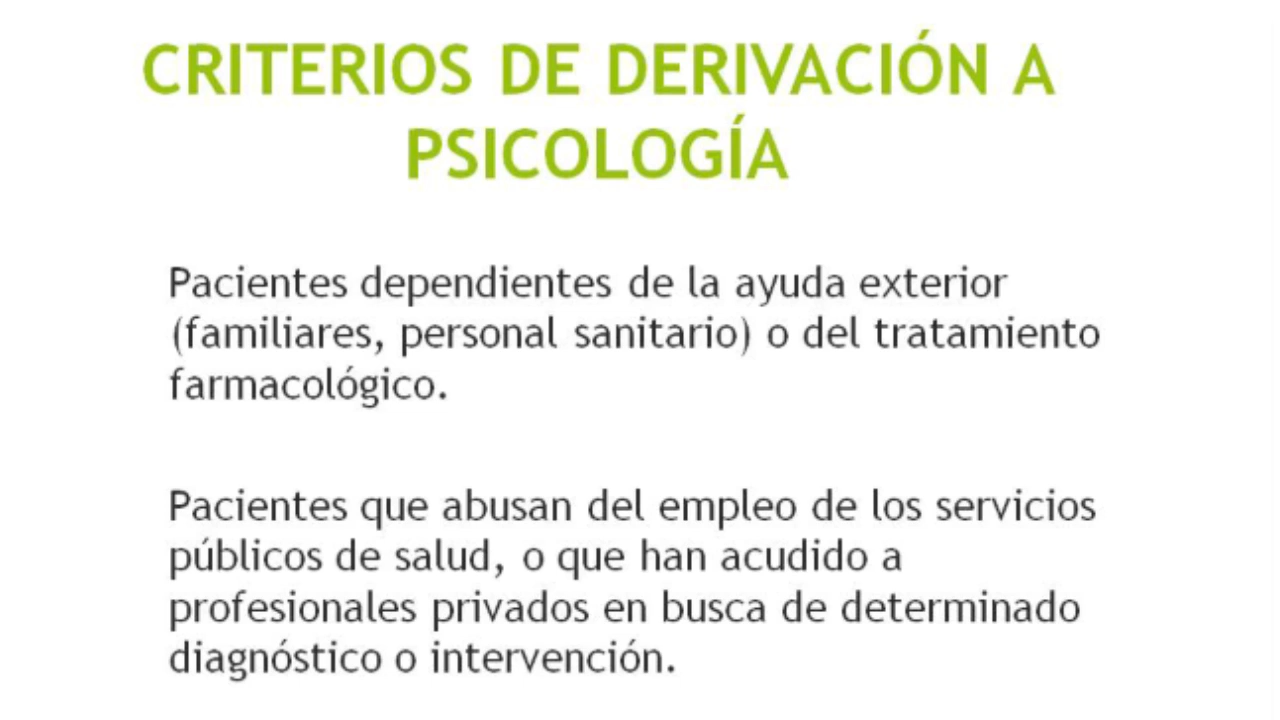 CRITERIOS DE DERIVACIÓN A
PSICOLOGÍA
Pacientes dependientes de la ayuda exterior
(familiares, personal sanitario) o del tratamiento
farmacológico.
Pacientes que abusan del empleo de los servicios
públicos de salud, o que han acudido a
profesionales privados en busca de determinado
diagnóstico o intervención.